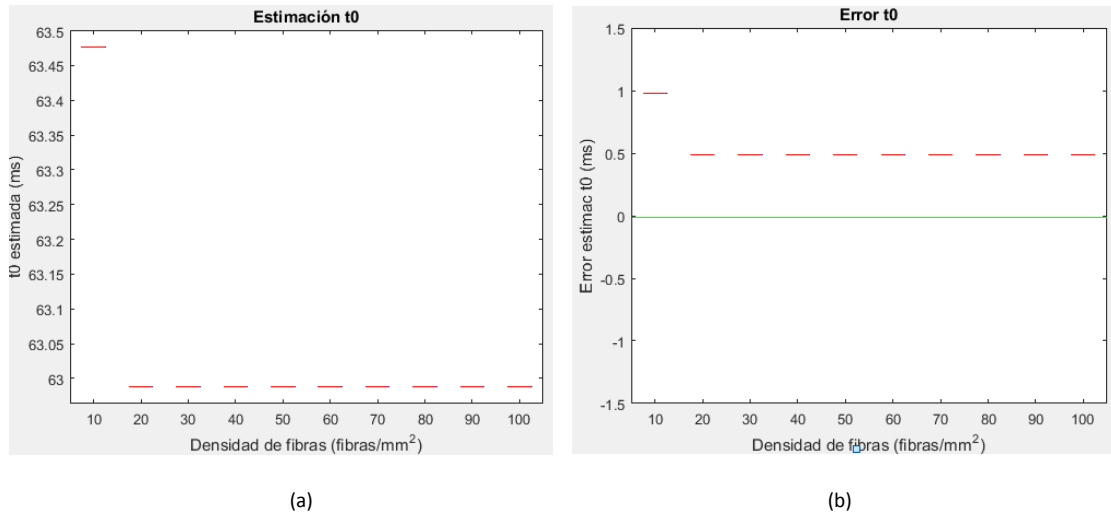 Estimación t0
63.5
63.45
63.4
63.35
63.3
63.25
63.2
63.15
63.1
63.05
63
t0 estimada (ms)
10 20 30 40 50 60 70 80 90 100
Densidad de fibras (fibras/mm²)
(a)
Error t0
1.5
1
0.5
0
-0.5
-1
-1.5
Error estimac t0 (ms)
10 20 30 40 50 60 70 80 90 100
Densidad de fibras (fibras/mm²)
(b)